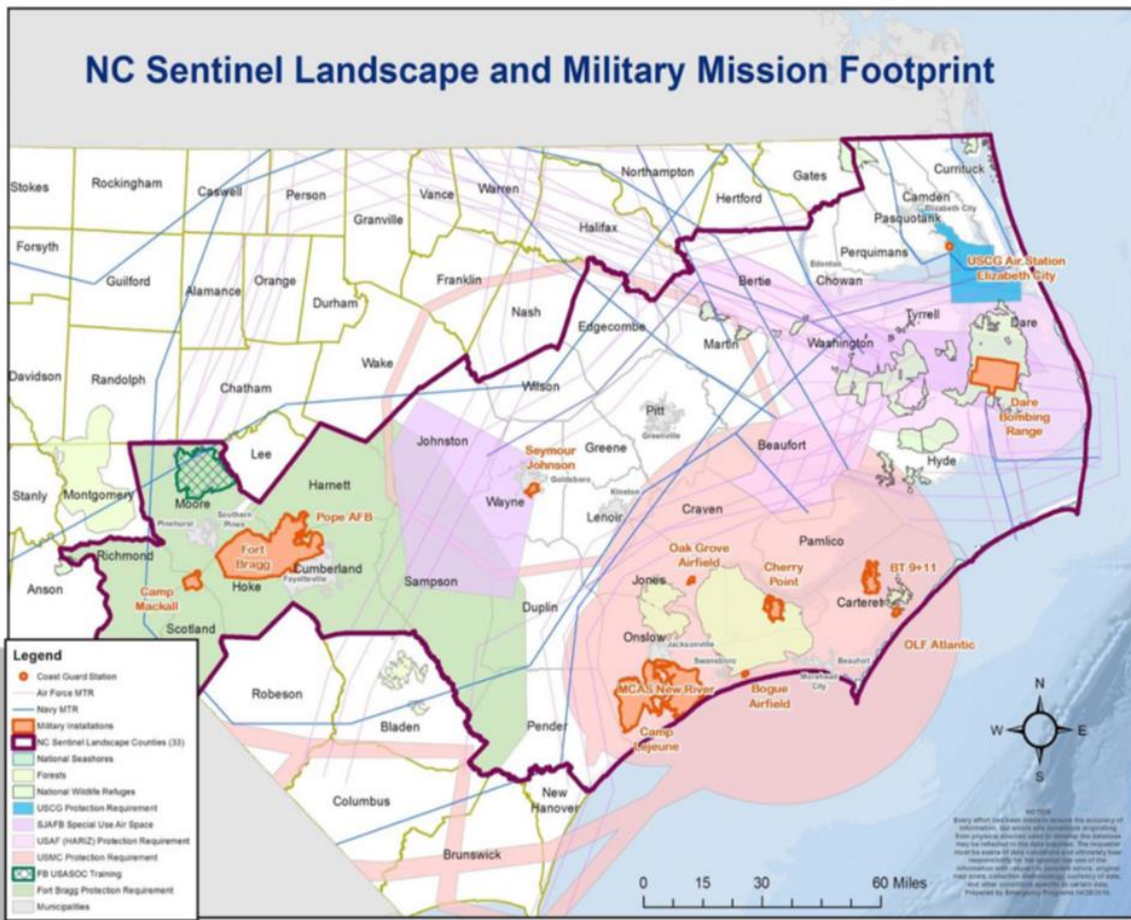 NC Sentinel Landscape and Military Mission Footprint
Stokes
Rockingham
Caswell
Person
Vance
Warren
Northampton
Gates
Currituck
Camden
Elizabeth City
Pasquotank
Hertford
Granville
Halifax
Forsyth
Perquimans
USCG Air Station
Elizabeth City
Guilford
Alamance
Orange
Durham
Franklin
Nash
Edenton
Bertie
Chowan
Edgecombe
Tyrrell
Dare
Martin
Washington
Davidson
Randolph
Chatham
Wake
Wilson
Dare
Bombing
Range
Pitt
Greenville
Johnston
Greene
Beaufort
Lee
Seymour
Johnson
Goldsboro
Hyde
Harnett
Stanly
Montgomery
Moore
Wayne
Kinston
Lenoir
Craven
Southern
Pines
Pinehurst
Pope AFB
Pamlico
Richmond
Fort
Bragg
Cumberland
Fayetteville
Oak Grove
Airfield
Cherry
Point
BT 9+11
Anson
Camp
Mackall
Hoke
Sampson
Jones
Duplin
Carteret
Scotland
Onslow
Jacksonville
OLF Atlantic
Swansboro
Beaufort
Morehead
City
MCAS New River
Bogue
Airfield
Robeson
Bladen
Pender
Camp
Lejeune
Columbus
New
Hanover
Brunswick
Legend
Coast Guard Station
Air Force MTR
Navy MTR
Military Installations
NC Sentinel Landscape Counties (33)
National Seashores
Forests
National Wildlife Refuges
USCG Protection Requirement
SJAFB Special Use Air Space
USAF (HARIZ) Protection Requirement
USMC Protection Requirement
FB USASOC Training
Fort Bragg Protection Requirement
Municipalities
N
W
E
S
0 15 30 60 Miles
NOTICE